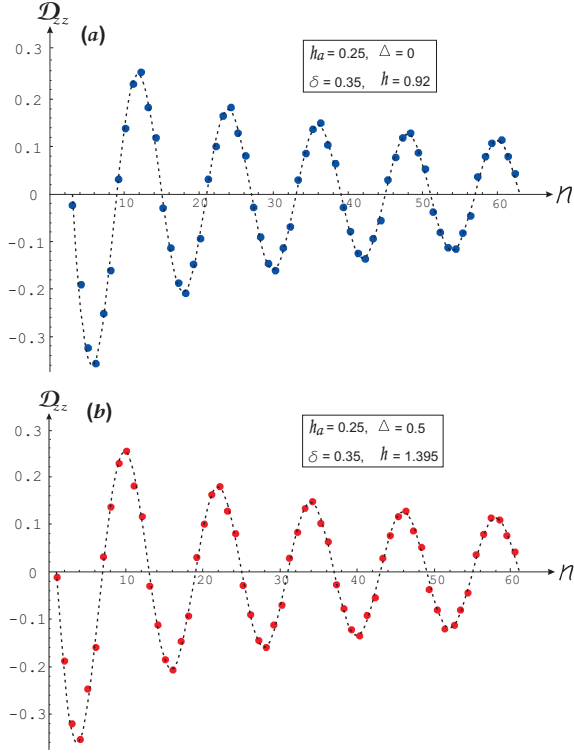 𝒟zz
(a)
hₐ = 0.25, △ = 0
δ = 0.35, h = 0.92
0.3
0.2
0.1
0
10 20 30 40 50 60
n
-0.1
-0.2
-0.3
𝒟zz
(b)
hₐ = 0.25, △ = 0.5
δ = 0.35, h = 1.395
0.3
0.2
0.1
0
10 20 30 40 50 60
n
-0.1
-0.2
-0.3